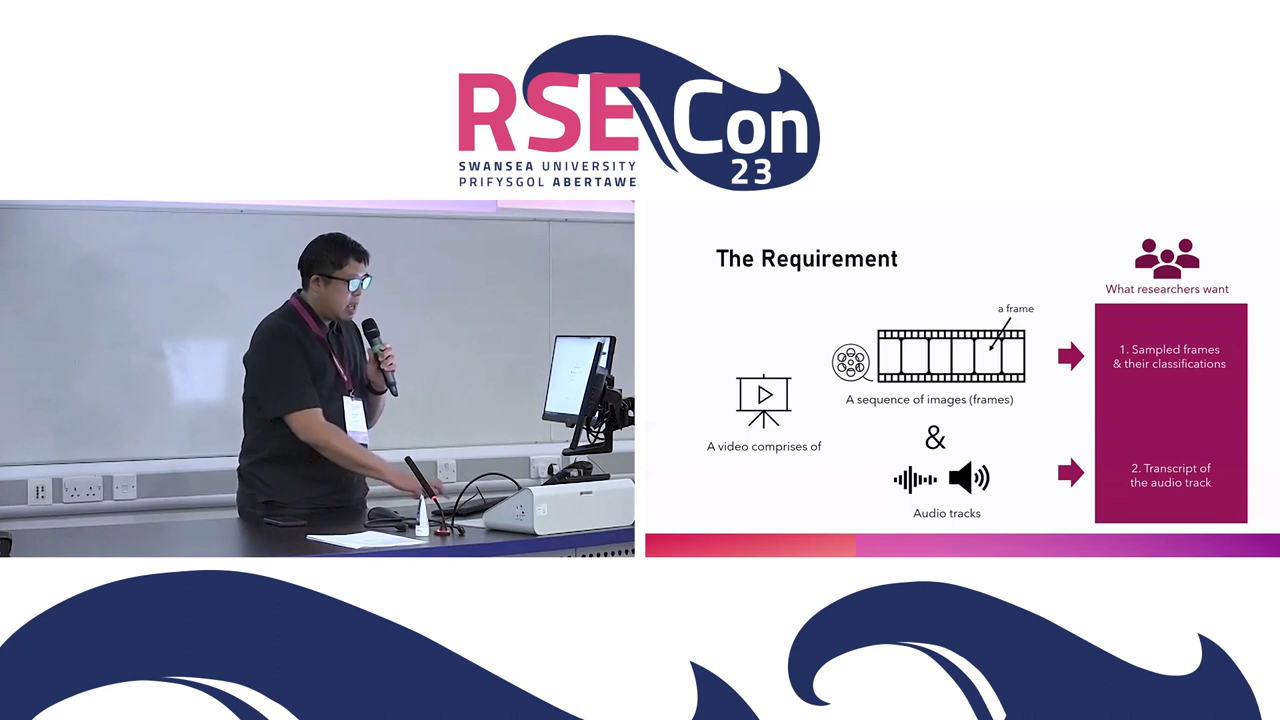 RSE Con
23
SWANSEA UNIVERSITY
PRIFYSGOL ABERTAWE
The Requirement
What researchers want
a frame
1. Sampled frames
& their classifications
A sequence of images (frames)
&
A video comprises of
2. Transcript of
the audio track
Audio tracks